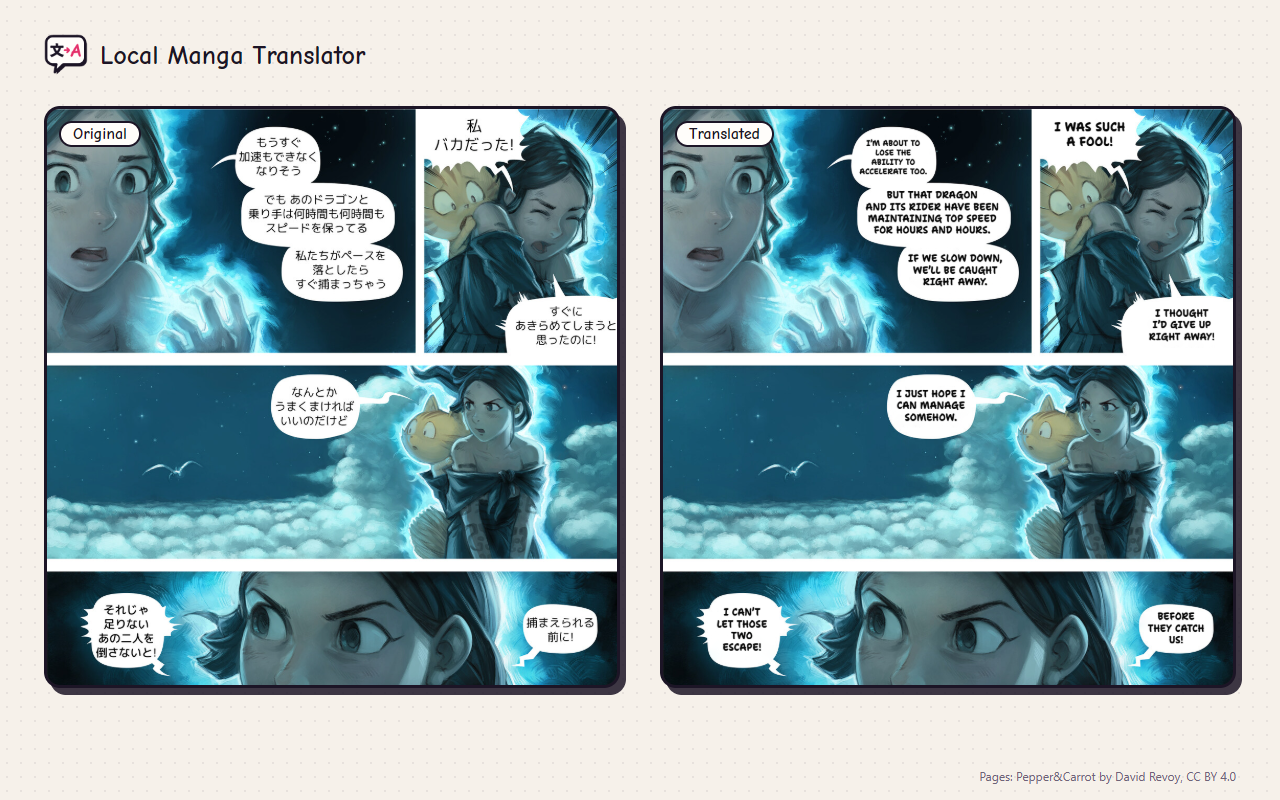 文→A
Local Manga Translator
Original
もうすぐ
加速もできなく
なりそう
でも あのドラゴンと
乗り手は何時間も何時間も
スピードを保ってる
私たちがペースを
落としたら
すぐ捕まっちゃう
私
バカだった!
すぐに
あきらめてしまうと
思ったのに!
なんとか
うまくまければ
いいのだけど
それじゃ
足りない
あの二人を
倒さないと!
捕まえられる
前に!
Translated
I'M ABOUT TO
LOSE THE
ABILITY TO
ACCELERATE TOO.
BUT THAT DRAGON
AND ITS RIDER HAVE BEEN
MAINTAINING TOP SPEED
FOR HOURS AND HOURS.
IF WE SLOW DOWN,
WE'LL BE CAUGHT
RIGHT AWAY.
I WAS SUCH
A FOOL!
I THOUGHT
I'D GIVE UP
RIGHT AWAY!
I JUST HOPE I
CAN MANAGE
SOMEHOW.
I CAN'T
LET THOSE
TWO
ESCAPE!
BEFORE
THEY CATCH
US!
Pages: Pepper&Carrot by David Revoy, CC BY 4.0